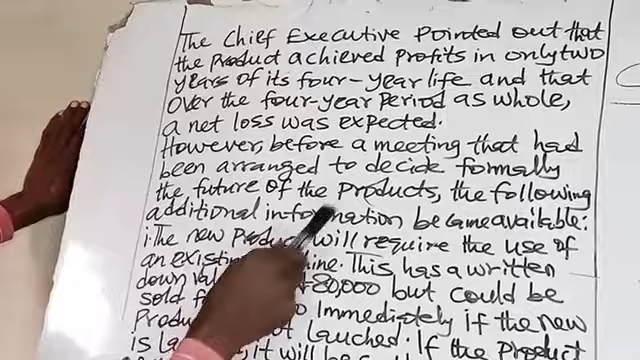 The Chief Executive Pointed out that
the Product achieved Profits in only two
years of its four-year life and that
Over the four-year Period as whole,
a net loss was expected.
However, before a meeting that had
been arranged to decide formally
the future of the Products, the following
additional information became available:
i. The new Product will require the use of
an existing machine. This has a written
down 80,000 but could be
sold immediately if the new
Product
is not Lauched. If the Product
it will be